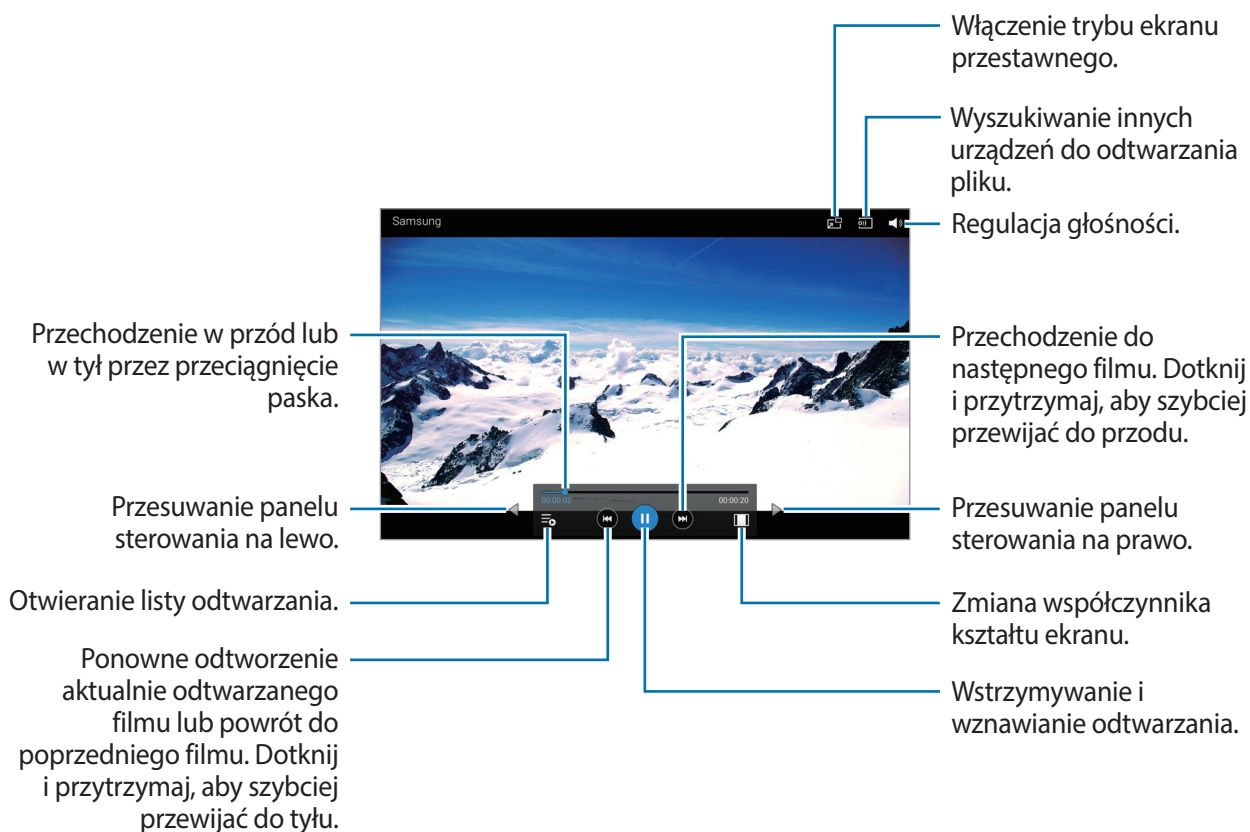 Włączenie trybu ekranu
przestawnego.
Wyszukiwanie innych
urządzeń do odtwarzania
pliku.
Samsung
Regulacja głośności.
Przechodzenie w przód lub
w tył przez przeciągnięcie
paska.
Przechodzenie do
następnego filmu. Dotknij
i przytrzymaj, aby szybciej
przewijać do przodu.
00:00:02
00:00:20
Przesuwanie panelu
sterowania na lewo.
Przesuwanie panelu
sterowania na prawo.
Otwieranie listy odtwarzania.
Zmiana współczynnika
kształtu ekranu.
Ponowne odtworzenie
aktualnie odtwarzanego
filmu lub powrót do
poprzedniego filmu. Dotknij
i przytrzymaj, aby szybciej
przewijać do tyłu.
Wstrzymywanie i
wznawianie odtwarzania.